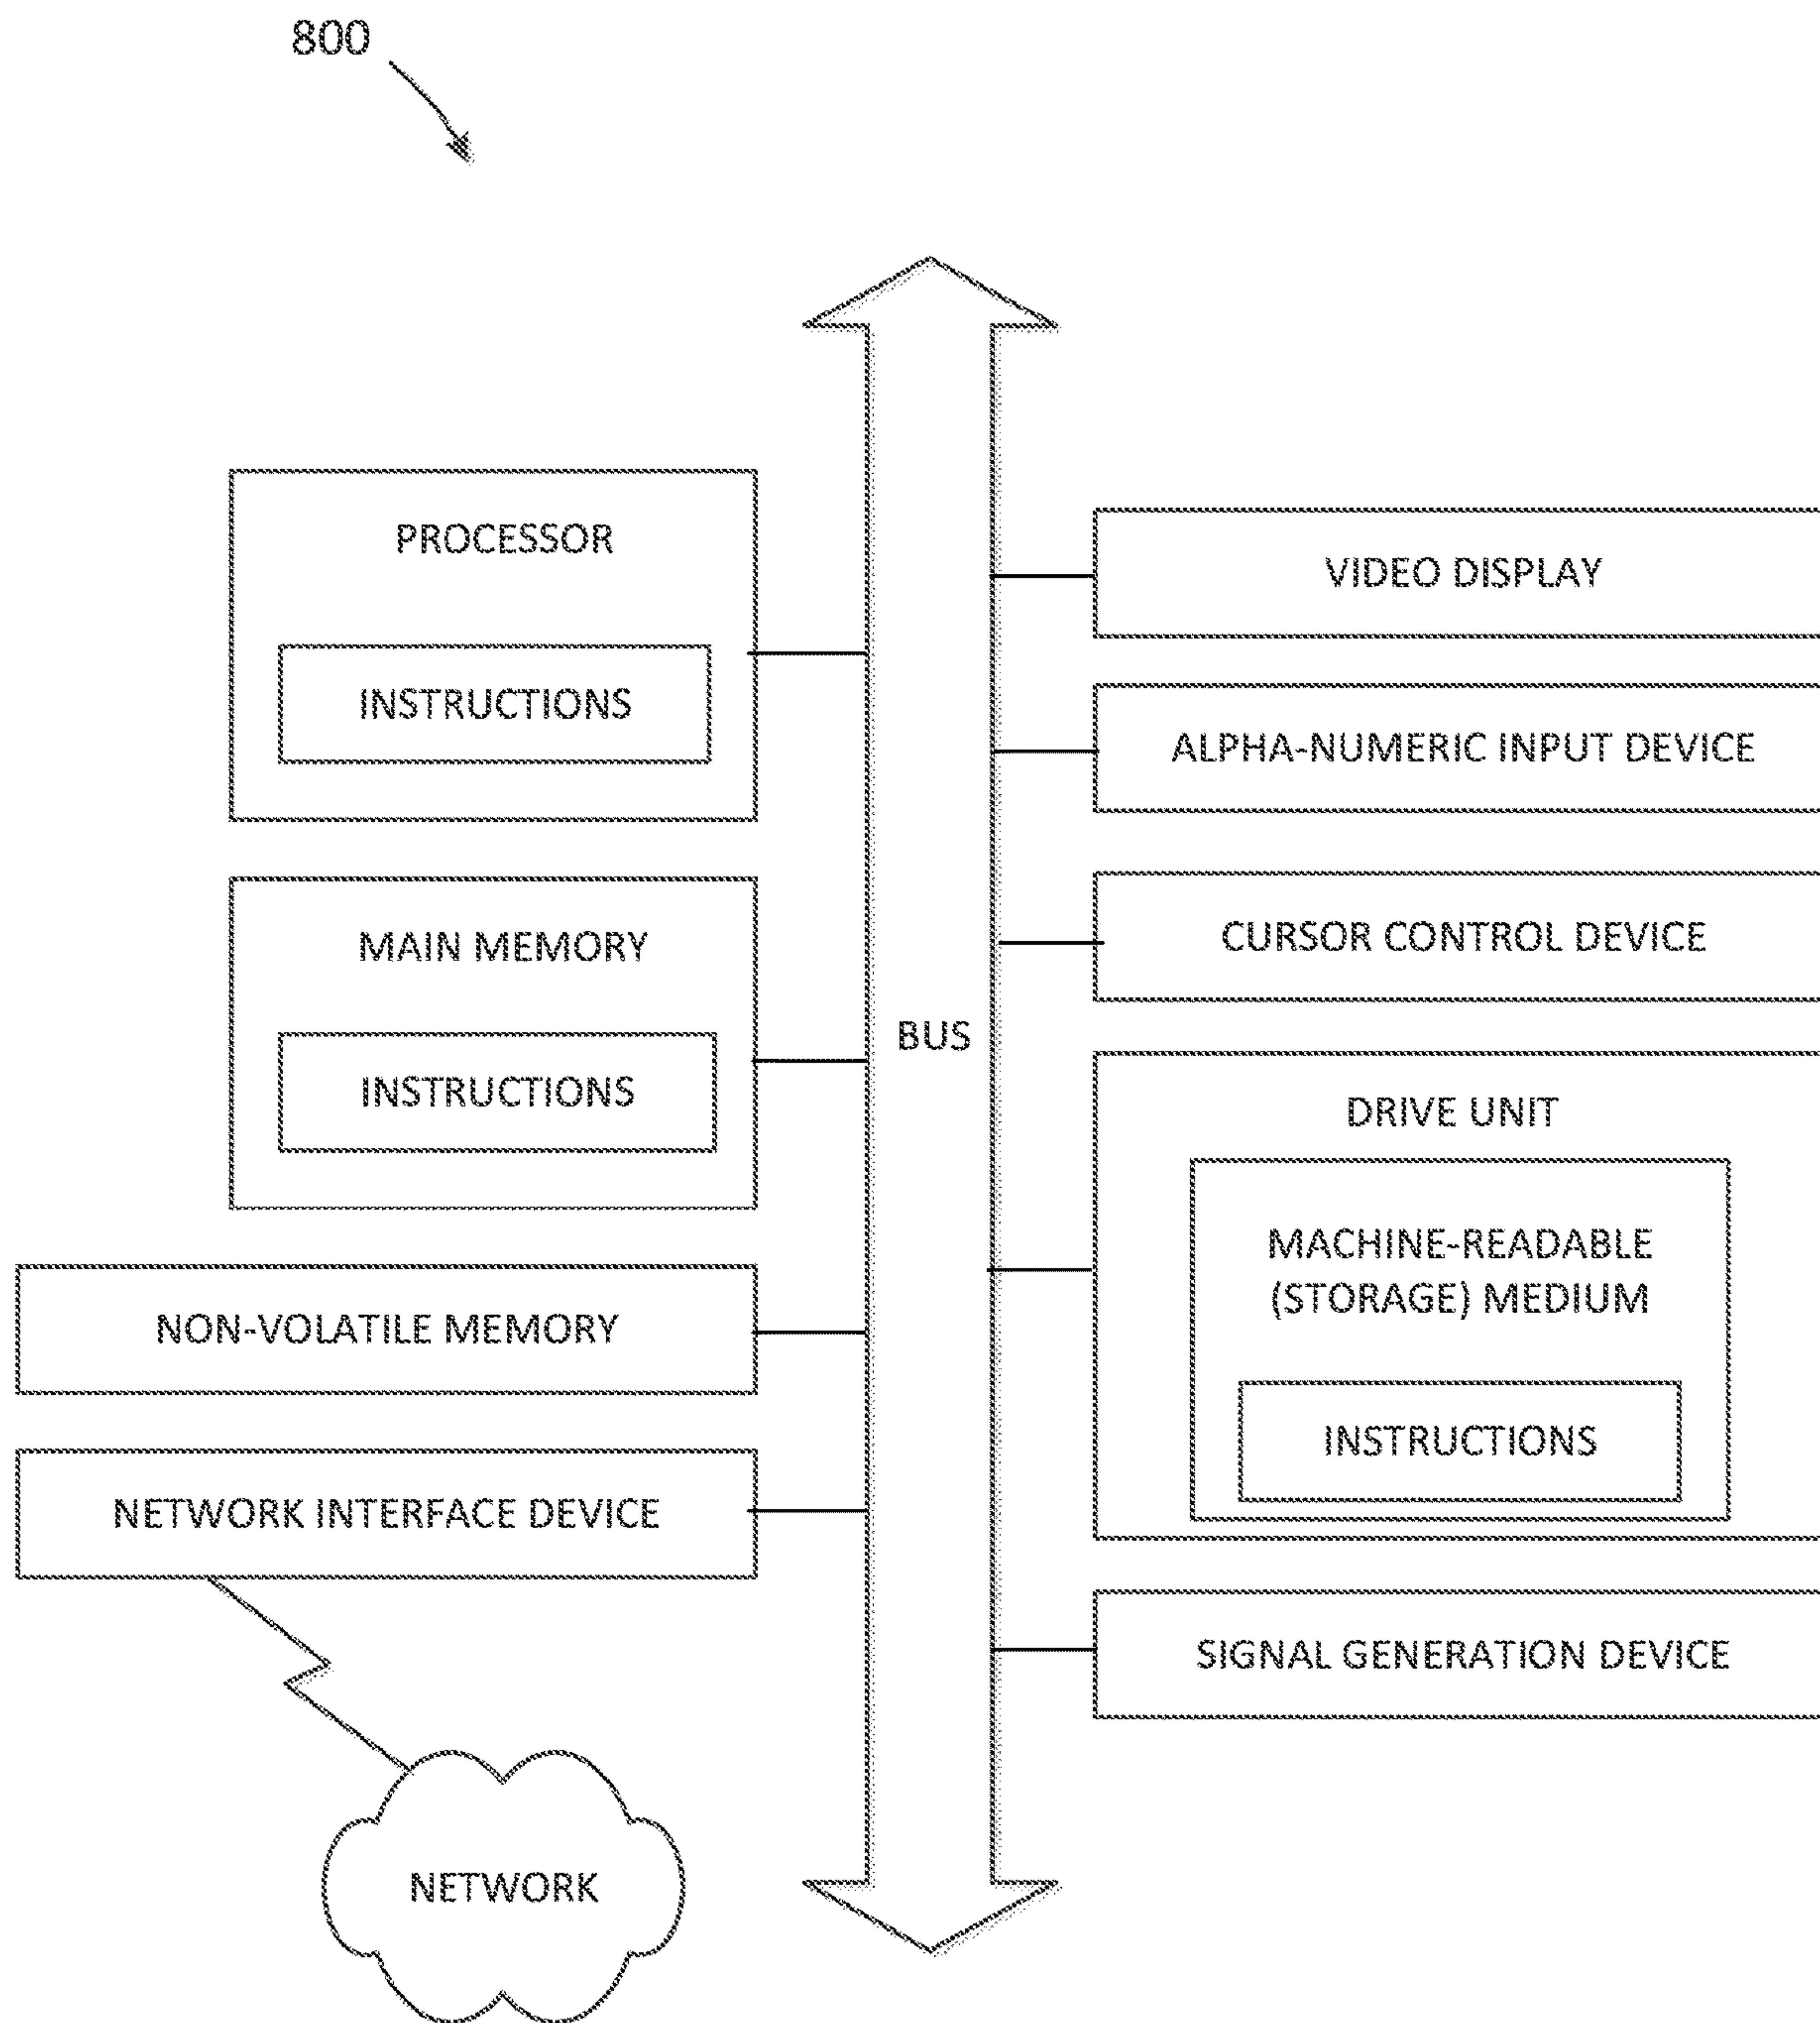 800
PROCESSOR
INSTRUCTIONS
MAIN MEMORY
INSTRUCTIONS
NON-VOLATILE MEMORY
NETWORK INTERFACE DEVICE
NETWORK
BUS
VIDEO DISPLAY
ALPHA-NUMERIC INPUT DEVICE
CURSOR CONTROL DEVICE
DRIVE UNIT
MACHINE-READABLE
(STORAGE) MEDIUM
INSTRUCTIONS
SIGNAL GENERATION DEVICE